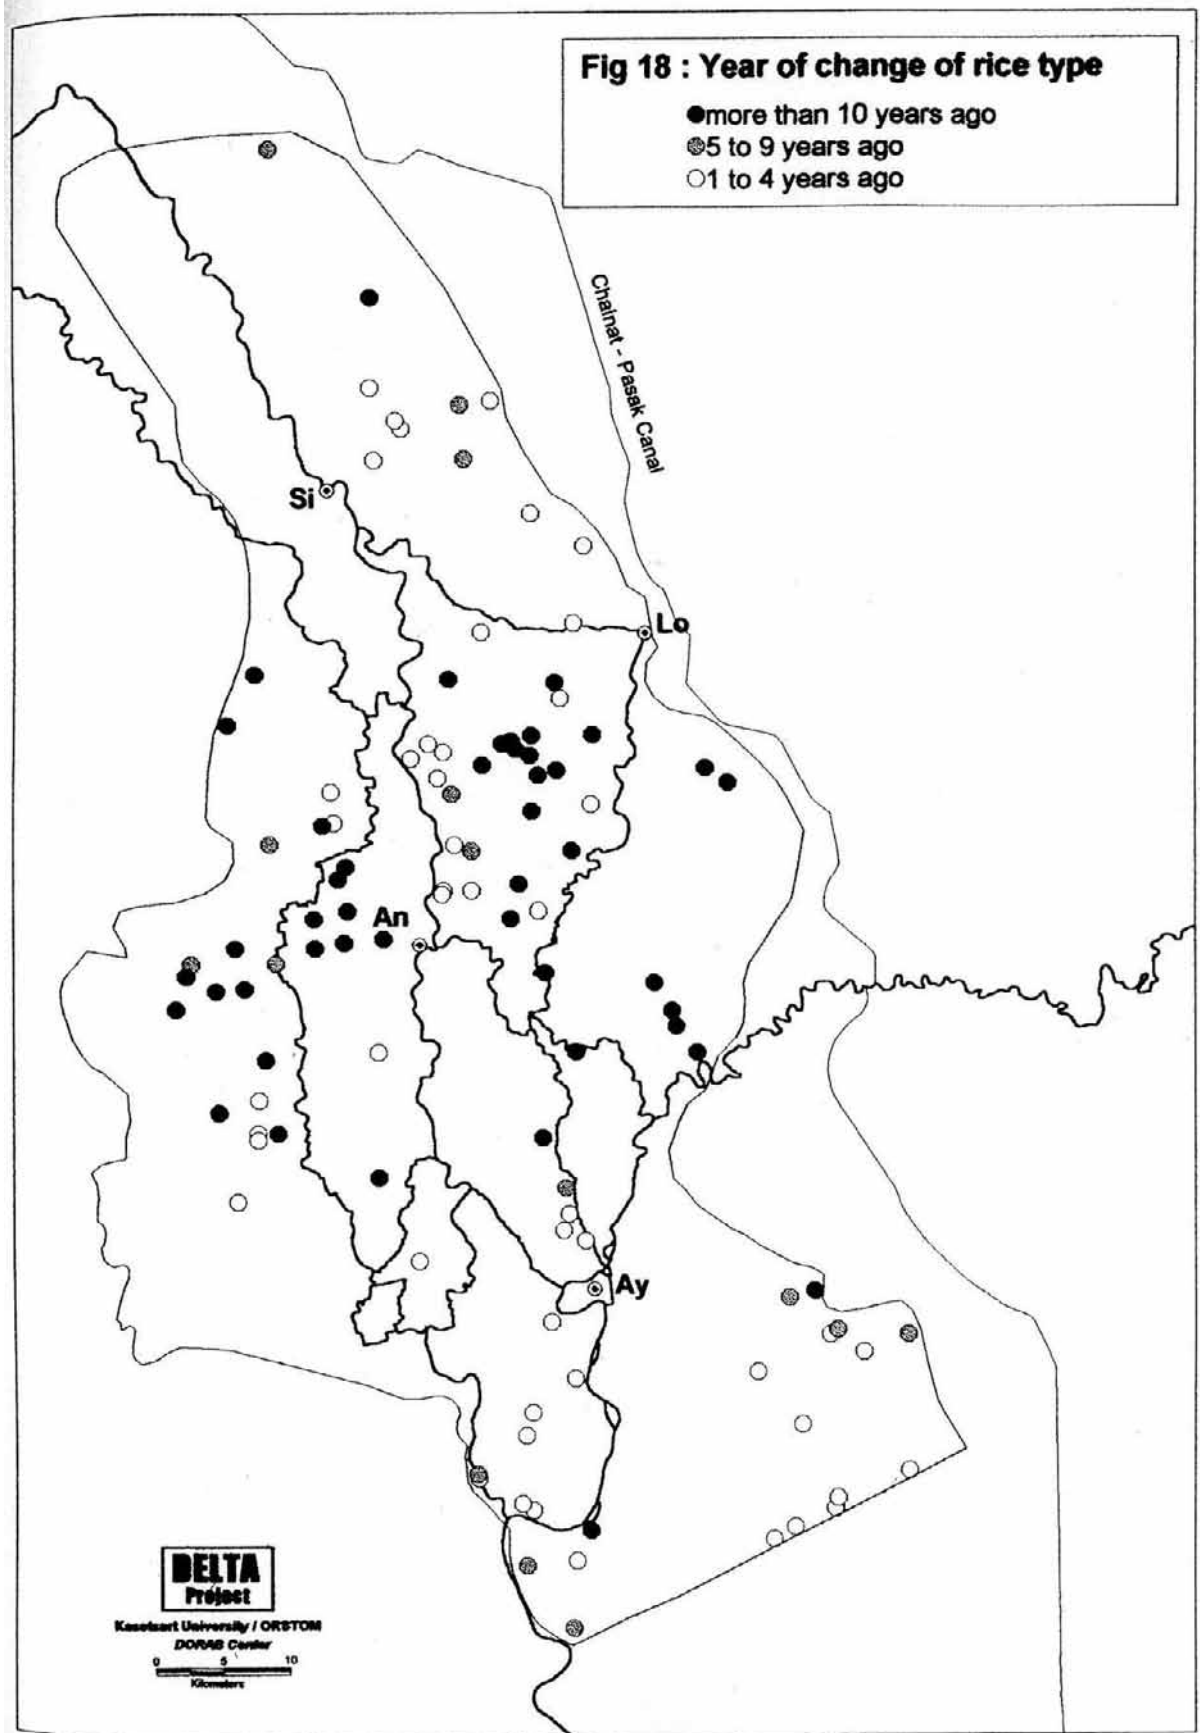 Fig 18 : Year of change of rice type
more than 10 years ago
5 to 9 years ago
1 to 4 years ago
Chainat - Pasak Canal
Si
Lo
An
Ay
DELTA
Project
Kasetsart University / ORSTOM
DORAS Center
0 5 10
Kilometers